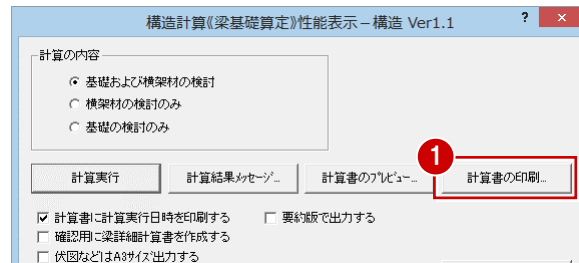 構造計算《梁基礎算定》性能表示－構造 Ver1.1 ? ×
計算の内容
基礎および横架材の検討
横架材の検討のみ
基礎の検討のみ
1
計算実行 計算結果ﾒｯｾｰｼﾞ... 計算書のﾌﾟﾚﾋﾞｭｰ... 計算書の印刷...
計算書に計算実行日時を印刷する 要約版で出力する
確認用に梁詳細計算書を作成する
伏図などはA3ｻｲｽﾞ出力する